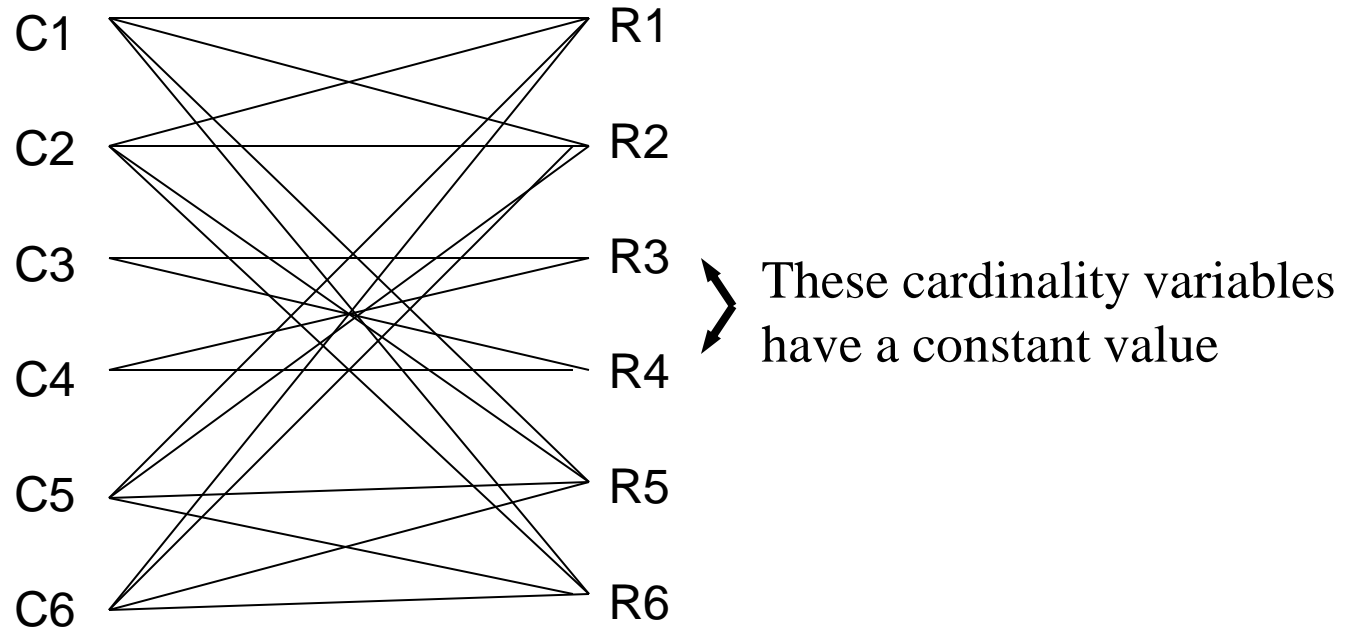 C1
R1
C2
R2
C3
R3
These cardinality variables
have a constant value
C4
R4
C5
R5
C6
R6